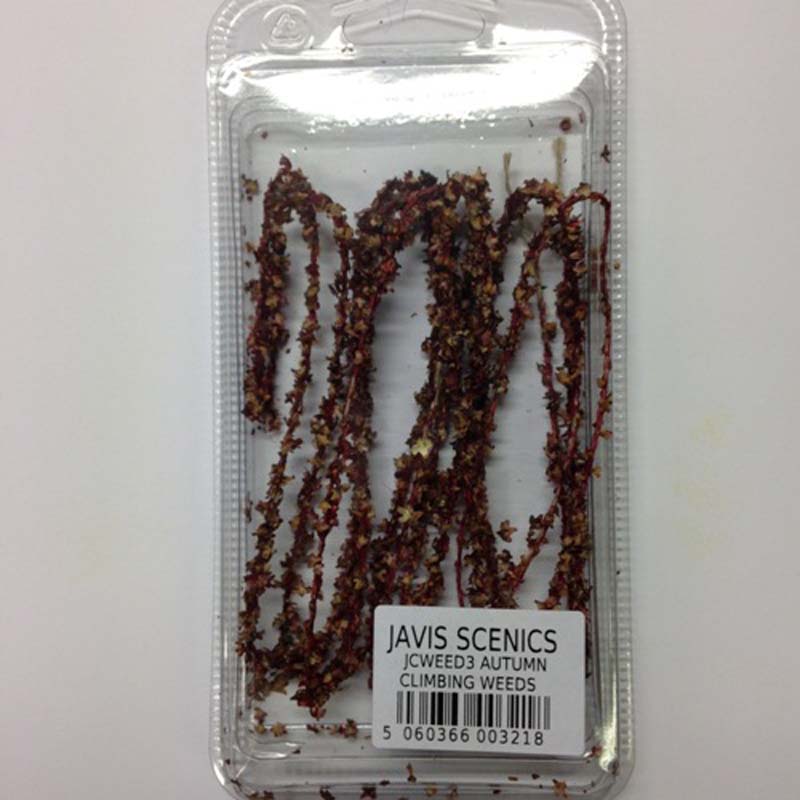 JAVIS SCENICS
JCWEED3 AUTUMN
CLIMBING WEEDS
5 060366 003218